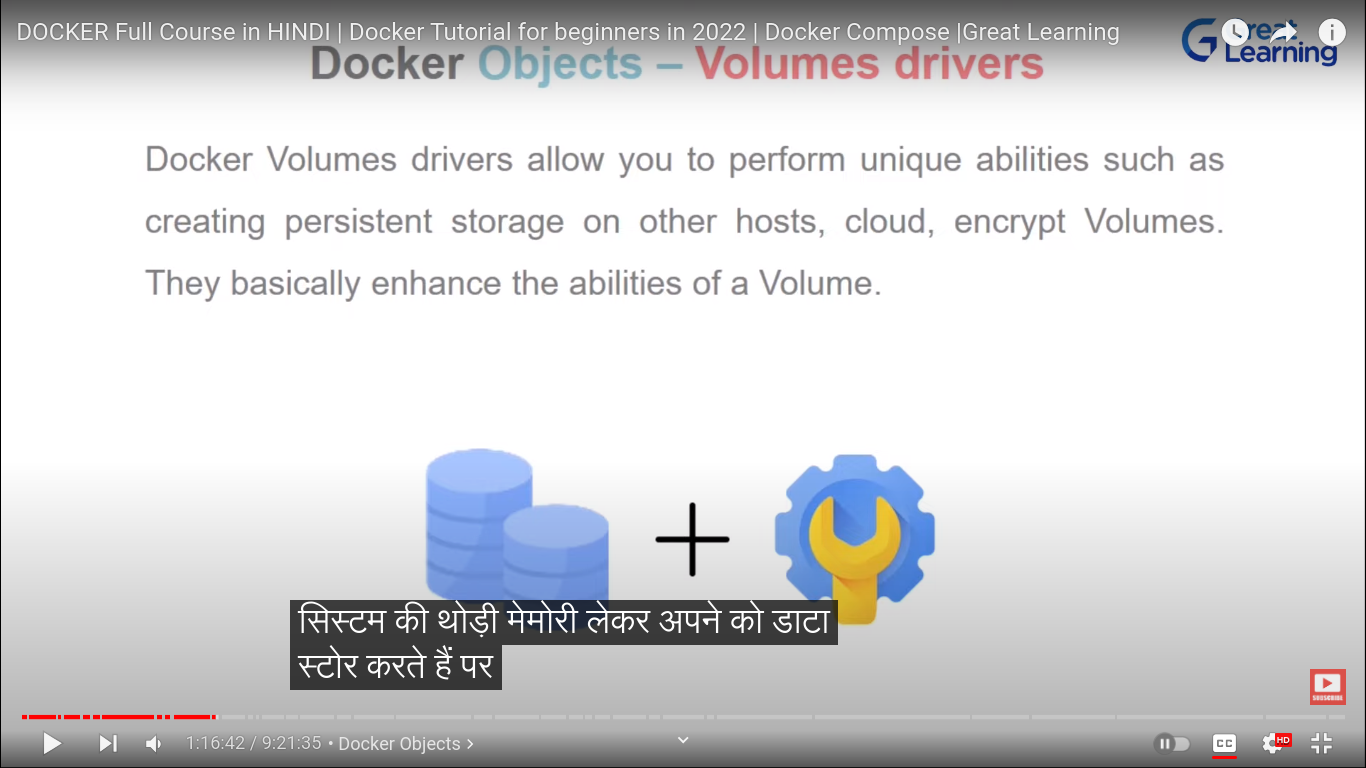 DOCKER Full Course in HINDI | Docker Tutorial for beginners in 2022 | Docker Compose |Great Learning
Great
Learning
Docker Objects – Volumes drivers
Docker Volumes drivers allow you to perform unique abilities such as
creating persistent storage on other hosts, cloud, encrypt Volumes.
They basically enhance the abilities of a Volume.
सिस्टम की थोड़ी मेमोरी लेकर अपने को डाटा
स्टोर करते हैं पर
SUBSCRIBE
1:16:42 / 9:21:35 • Docker Objects
CC
HD